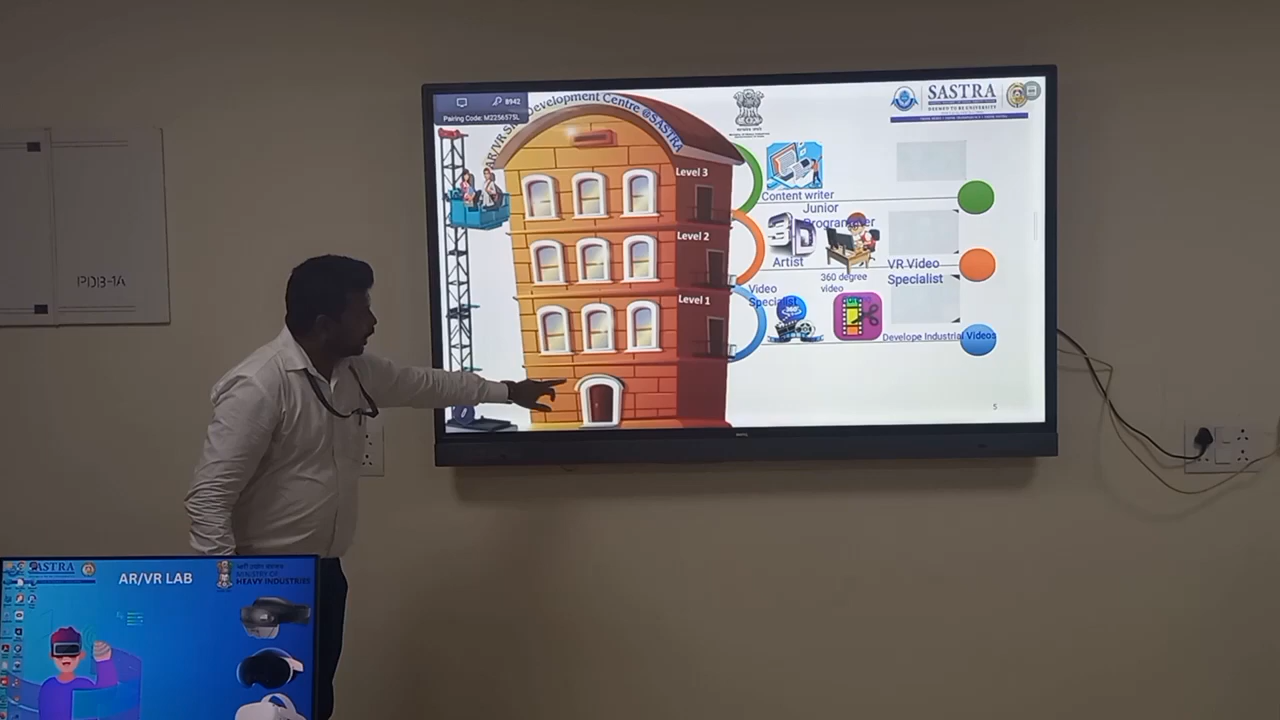 8942
Pairing Code: M2256575L
Development Centre @SASTRA
SASTRA
DEEMED TO BE UNIVERSITY
Level 3
Content writer
Junior
Programmer
Level 2
Artist
360 degree
video
VR Video
Specialist
Level 1
Video
Specialist
Develope Industrial Videos
5
PDB-1A
SASTRA
AR/VR LAB
MINISTRY OF
HEAVY INDUSTRIES
3D
AR/VR